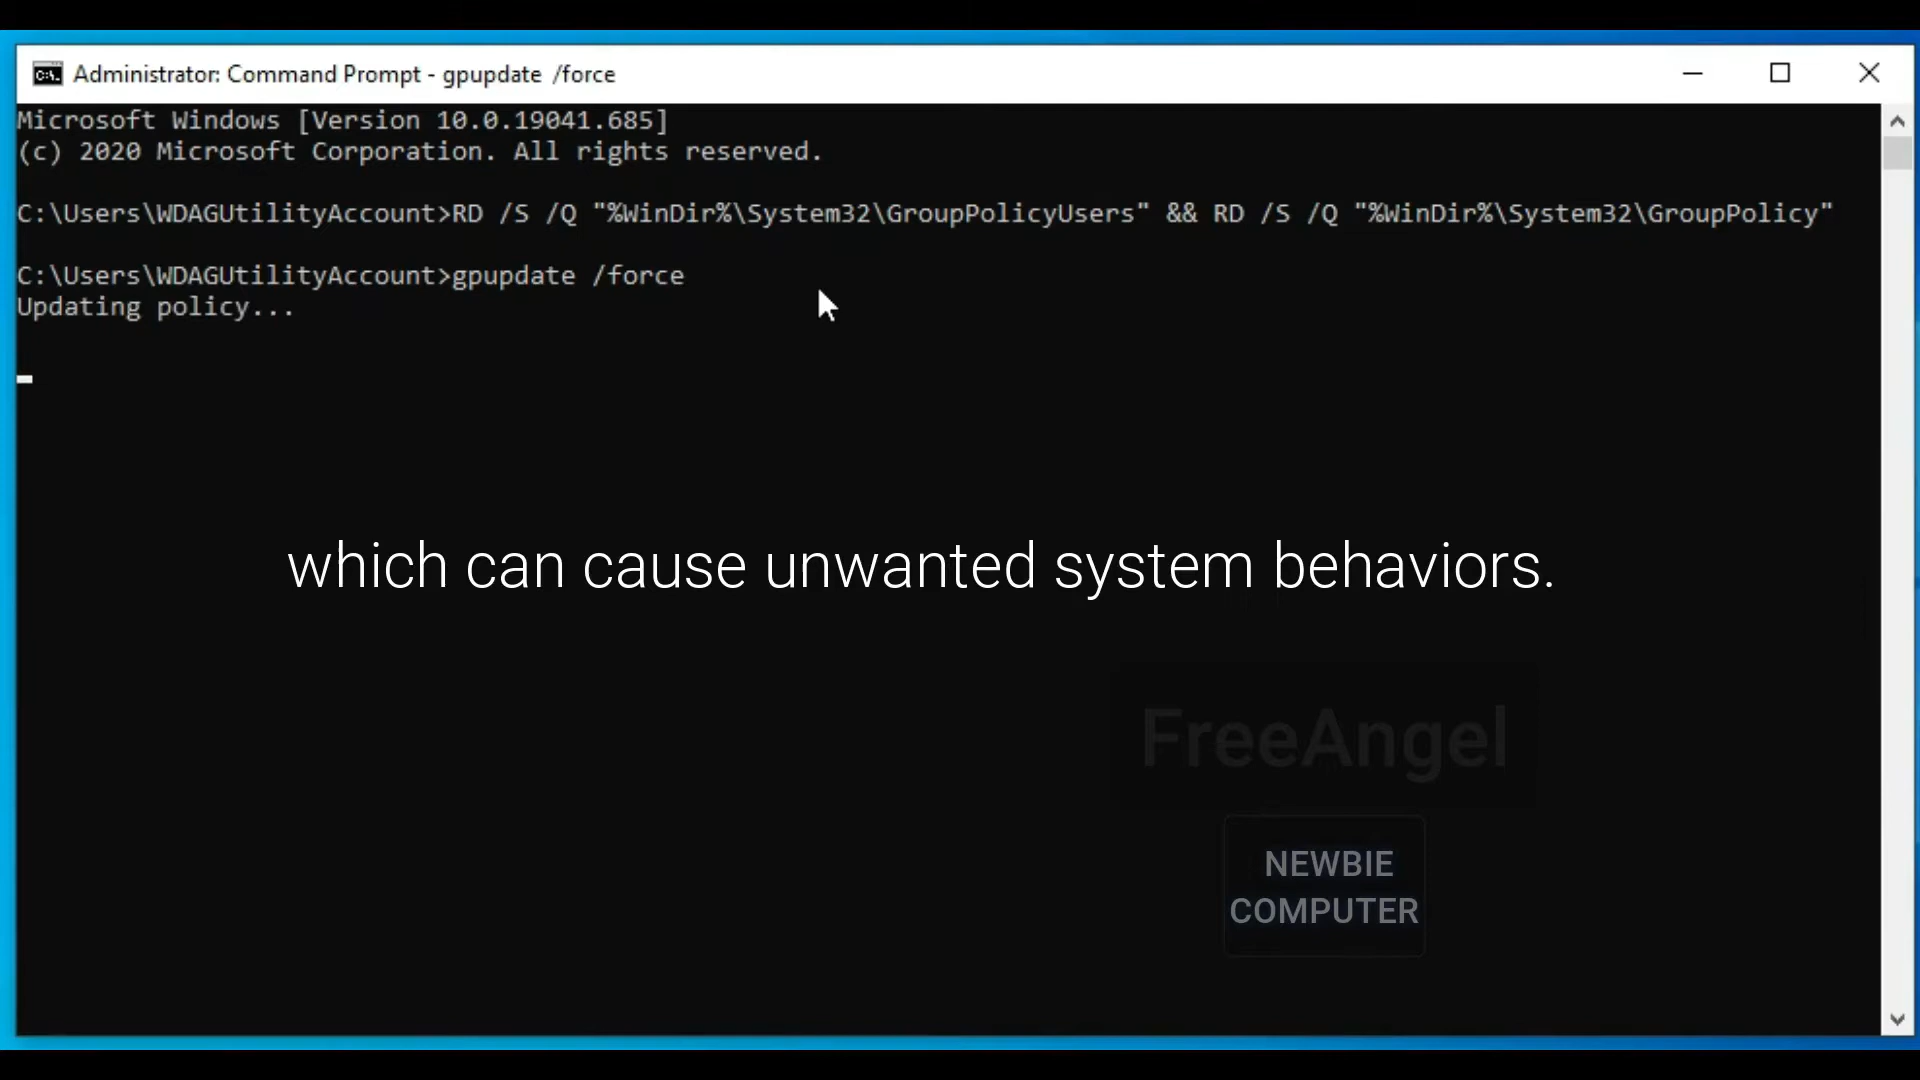 Administrator: Command Prompt - gpupdate /force
Microsoft Windows [Version 10.0.19041.685]
(c) 2020 Microsoft Corporation. All rights reserved.
C:\Users\WDAGUtilityAccount>RD /S /Q "%WinDir%\System32\GroupPolicyUsers" && RD /S /Q "%WinDir%\System32\GroupPolicy"
C:\Users\WDAGUtilityAccount>gpupdate /force
Updating policy...
which can cause unwanted system behaviors.
FreeAngel
NEWBIE
COMPUTER